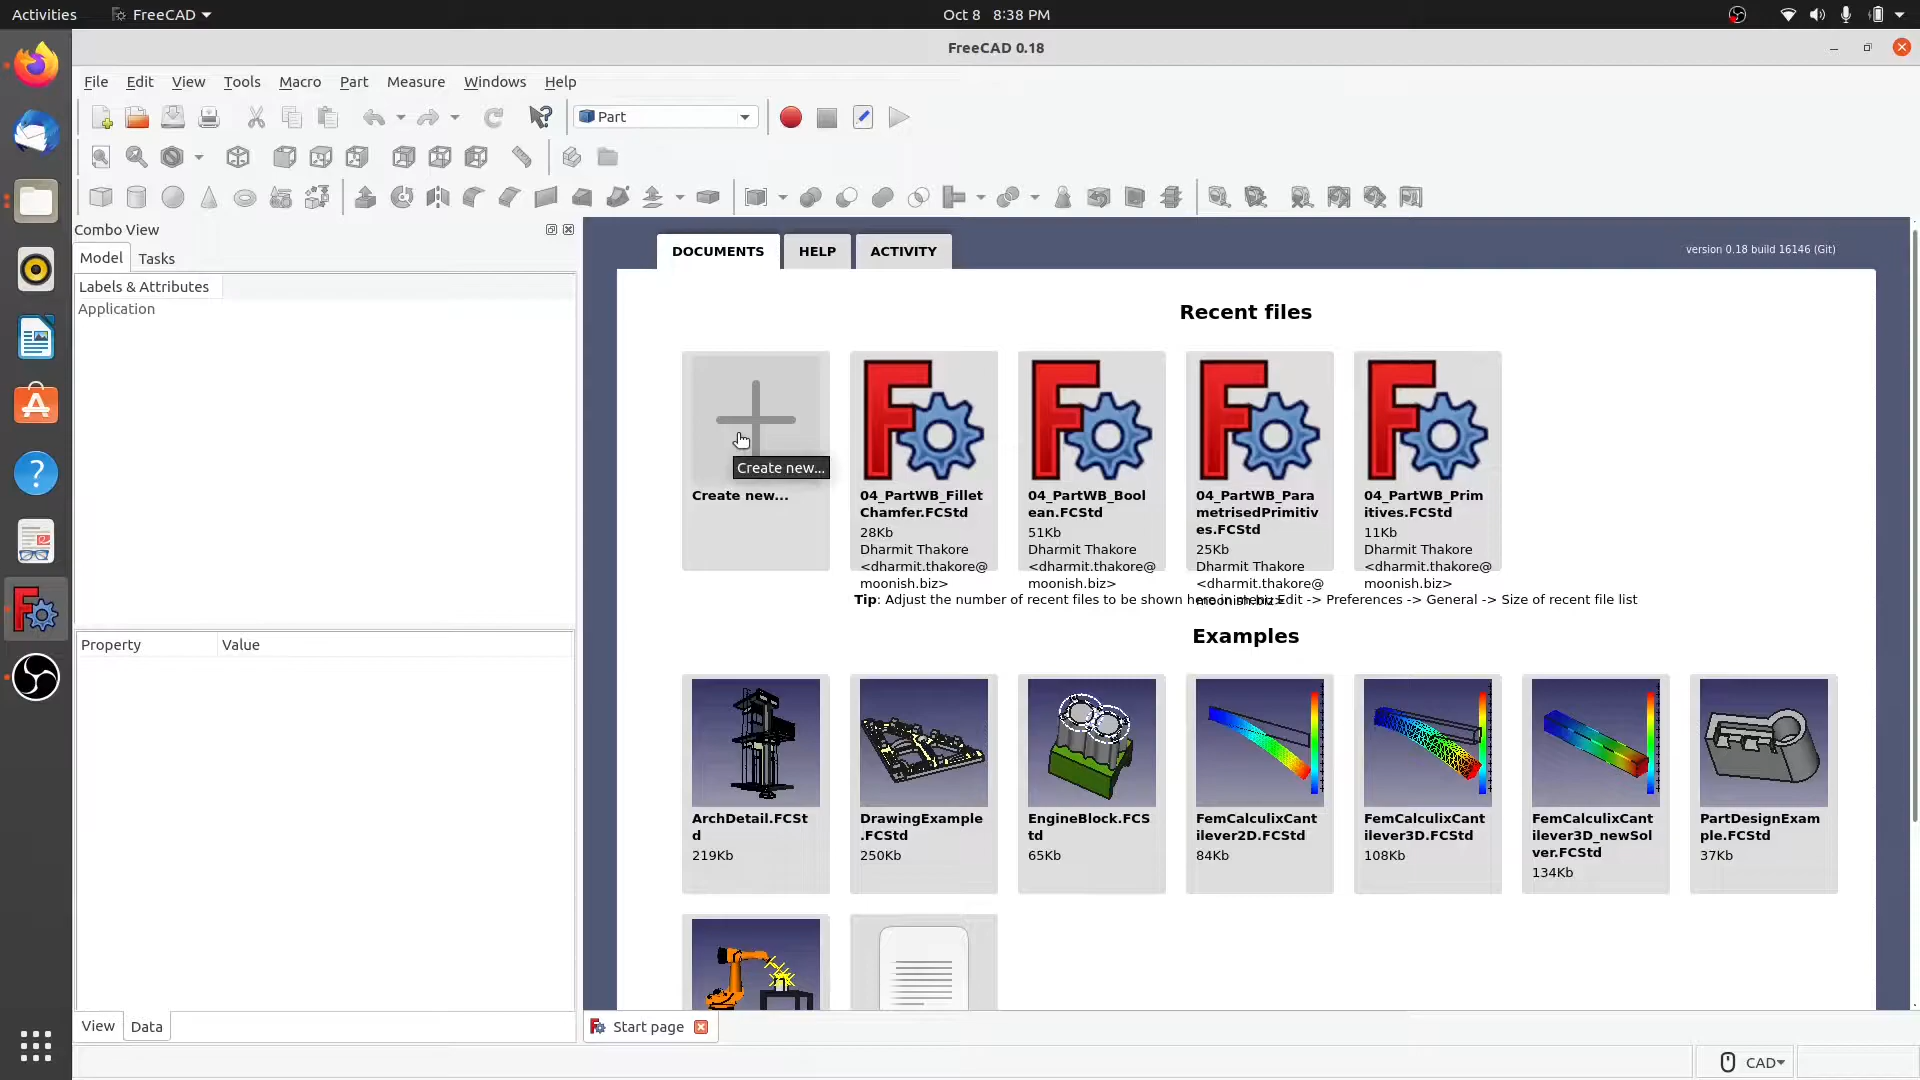 Activities
FreeCAD
Oct 8 8:38 PM
FreeCAD 0.18
File Edit View Tools Macro Part Measure Windows Help
Part
Combo View
Model Tasks
Labels & Attributes
Application
Property Value
View Data
DOCUMENTS HELP ACTIVITY
version 0.18 build 16146 (Git)
Recent files
Create new...
Create new...
04_PartWB_Fillet
Chamfer.FCStd
28Kb
Dharmit Thakore
<dharmit.thakore@
moonish.biz>
04_PartWB_Bool
ean.FCStd
51Kb
Dharmit Thakore
<dharmit.thakore@
moonish.biz>
04_PartWB_Para
metrisedPrimitiv
es.FCStd
25Kb
Dharmit Thakore
<dharmit.thakore@
moonish.biz>
04_PartWB_Prim
itives.FCStd
11Kb
Dharmit Thakore
<dharmit.thakore@
moonish.biz>
Tip: Adjust the number of recent files to be shown here in menu Edit -> Preferences -> General -> Size of recent file list
Examples
ArchDetail.FCSt
d
219Kb
DrawingExample
.FCStd
250Kb
EngineBlock.FCS
td
65Kb
FemCalculixCant
ilever2D.FCStd
84Kb
FemCalculixCant
ilever3D.FCStd
108Kb
FemCalculixCant
ilever3D_newSol
ver.FCStd
134Kb
PartDesignExam
ple.FCStd
37Kb
Start page
CAD